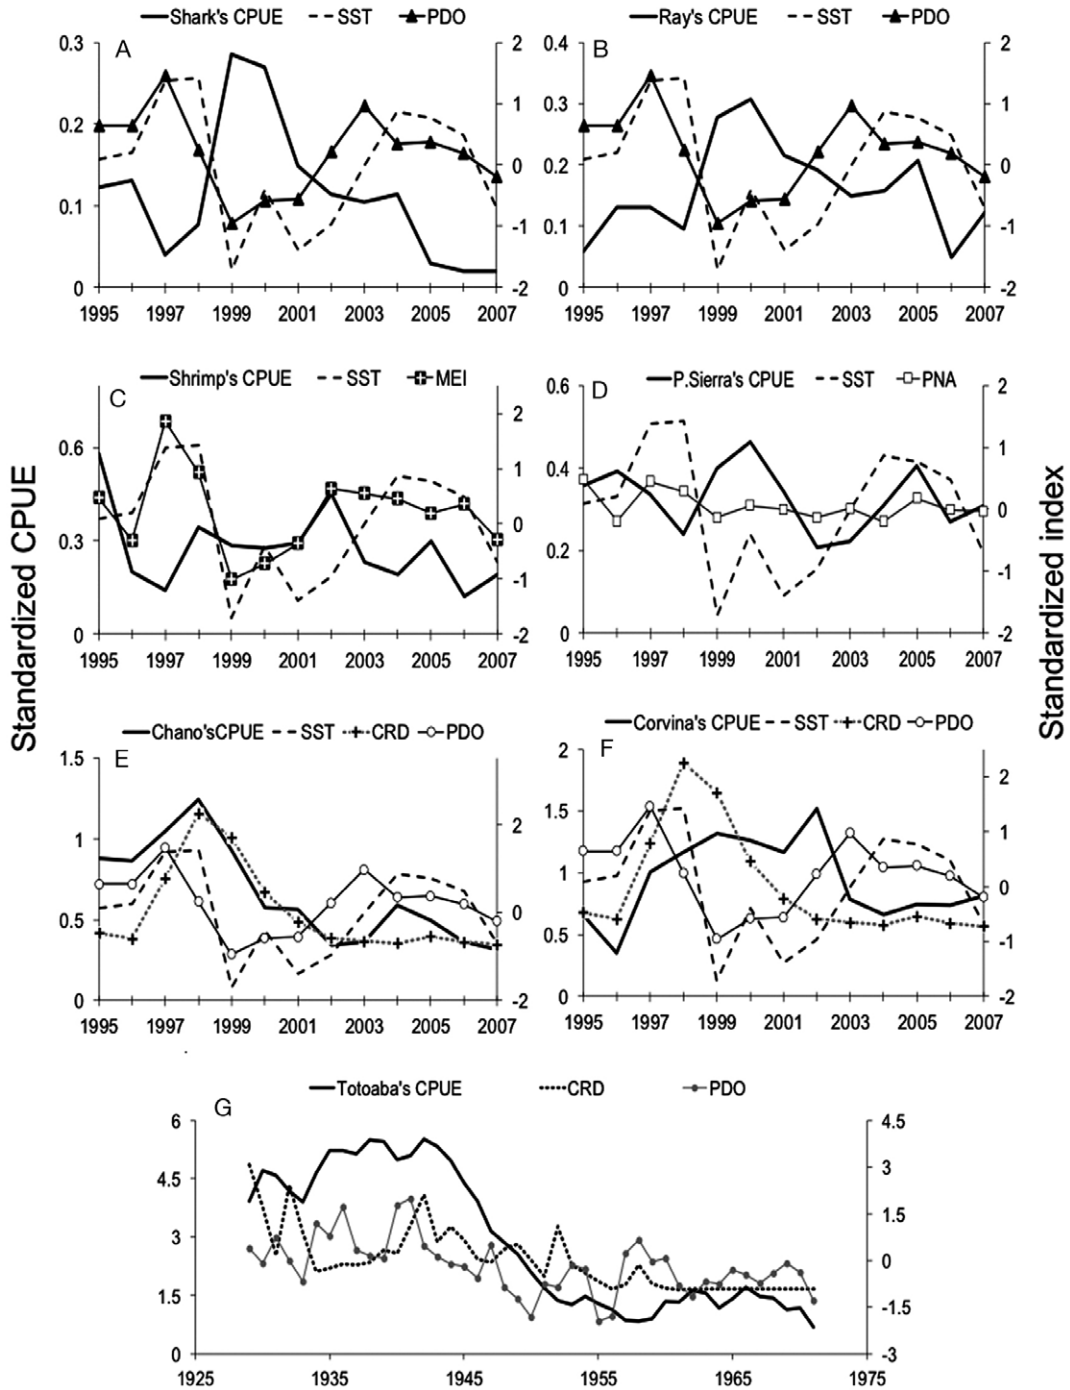 Shark's CPUE SST PDO
A
0.3
0.2
0.1
0
2
1
0
-1
-2
1995 1997 1999 2001 2003 2005 2007
Ray's CPUE SST PDO
B
0.4
0.3
0.2
0.1
0
2
1
0
-1
-2
1995 1997 1999 2001 2003 2005 2007
Standardized CPUE
Shrimp's CPUE SST MEI
C
0.6
0.3
0
2
1
0
-1
-2
1995 1997 1999 2001 2003 2005 2007
P.Sierra's CPUE SST PNA
D
0.6
0.4
0.2
0
2
1
0
-1
-2
1995 1997 1999 2001 2003 2005 2007
Standardized index
Chano'sCPUE SST CRD PDO
E
1.5
1
0.5
0
2
0
-2
1995 1997 1999 2001 2003 2005 2007
Corvina's CPUE SST CRD PDO
F
2
1.5
1
0.5
0
2
1
0
-1
-2
1995 1997 1999 2001 2003 2005 2007
Totoaba's CPUE CRD PDO
G
6
4.5
3
1.5
0
4.5
3
1.5
0
-1.5
-3
1925 1935 1945 1955 1965 1975